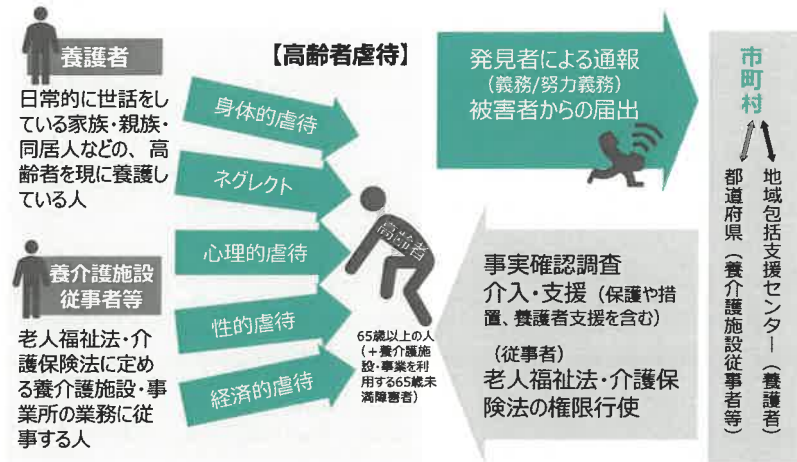 養護者
日常的に世話をし
ている家族・親族・
同居人などの、高
齢者を現に養護し
ている人
養介護施設
従事者等
老人福祉法・介
護保険法に定め
る養介護施設・事
業所の業務に従
事する人
【高齢者虐待】
身体的虐待
ネグレクト
心理的虐待
性的虐待
経済的虐待
高齢者
65歳以上の人
（＋養介護施
設・事業を利
用する65歳未
満障害者）
発見者による通報
（義務/努力義務）
被害者からの届出
事実確認調査
介入・支援（保護や措
置、養護者支援を含む）
（従事者）
老人福祉法・介護保
険法の権限行使
市町村
地域包括支援センター（養護者）
都道府県（養介護施設従事者等）